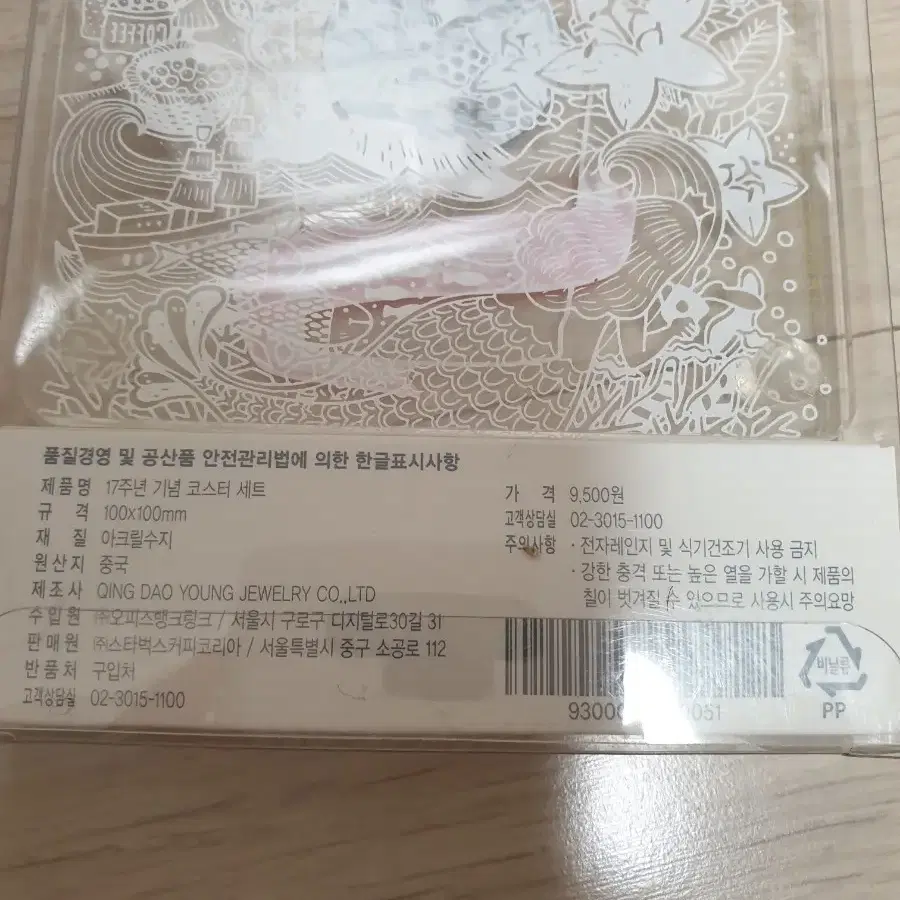 COFFEE
품질경영 및 공산품 안전관리법에 의한 한글표시사항
제품명 17주년 기념 코스터 세트
규 격 100x100mm
재 질 아크릴수지
원산지 중국
제조사 QING DAO YOUNG JEWELRY CO.,LTD
수입원 ㈜오피스뱅크링크 / 서울시 구로구 디지털로30길 31
판매원 ㈜스타벅스커피코리아 / 서울특별시 중구 소공로 112
반품처 구입처
고객상담실 02-3015-1100
가 격 9,500원
고객상담실 02-3015-1100
주의사항 · 전자레인지 및 식기건조기 사용 금지
· 강한 충격 또는 높은 열을 가할 시 제품의
칠이 벗겨질 수 있으므로 사용시 주의요망
비닐류
PP